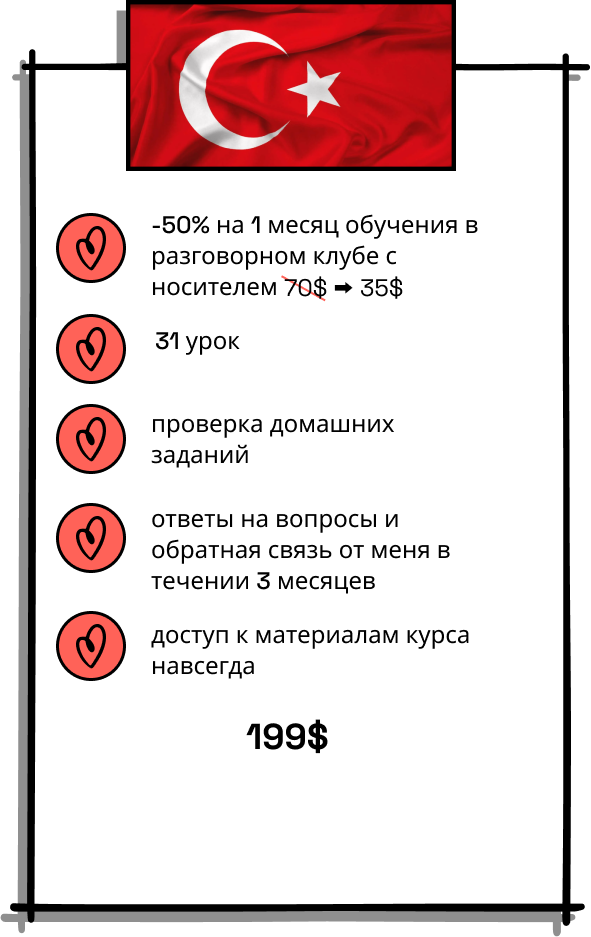 -50% на 1 месяц обучения в
разговорном клубе с
носителем 70$ ➡ 35$
31 урок
проверка домашних
заданий
ответы на вопросы и
обратная связь от меня в
течении 3 месяцев
доступ к материалам курса
навсегда
199$